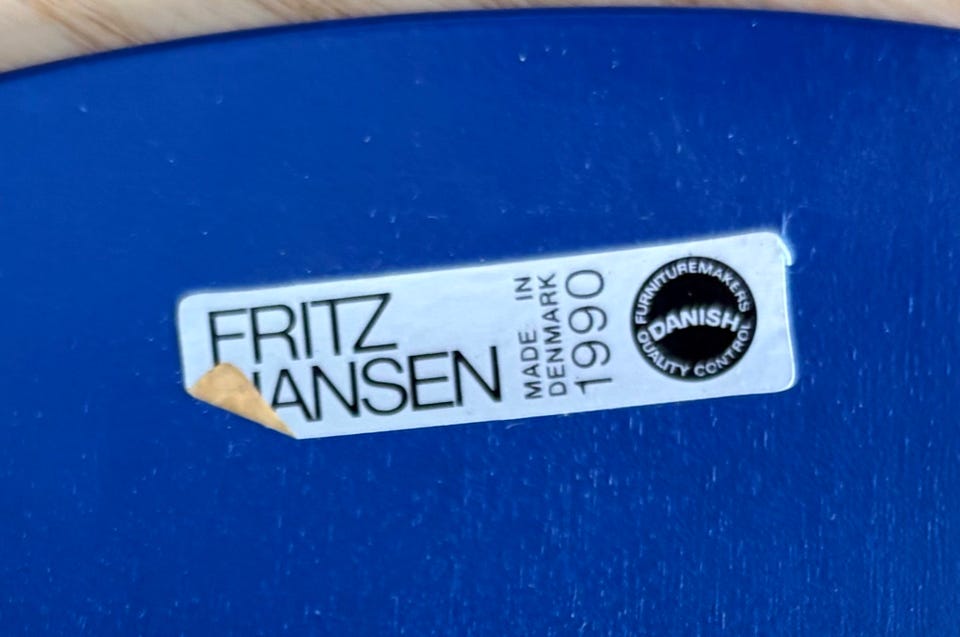 FRITZ
HANSEN
MADE IN
DENMARK
1990
FURNITUREMAKERS
DANISH
QUALITY CONTROL